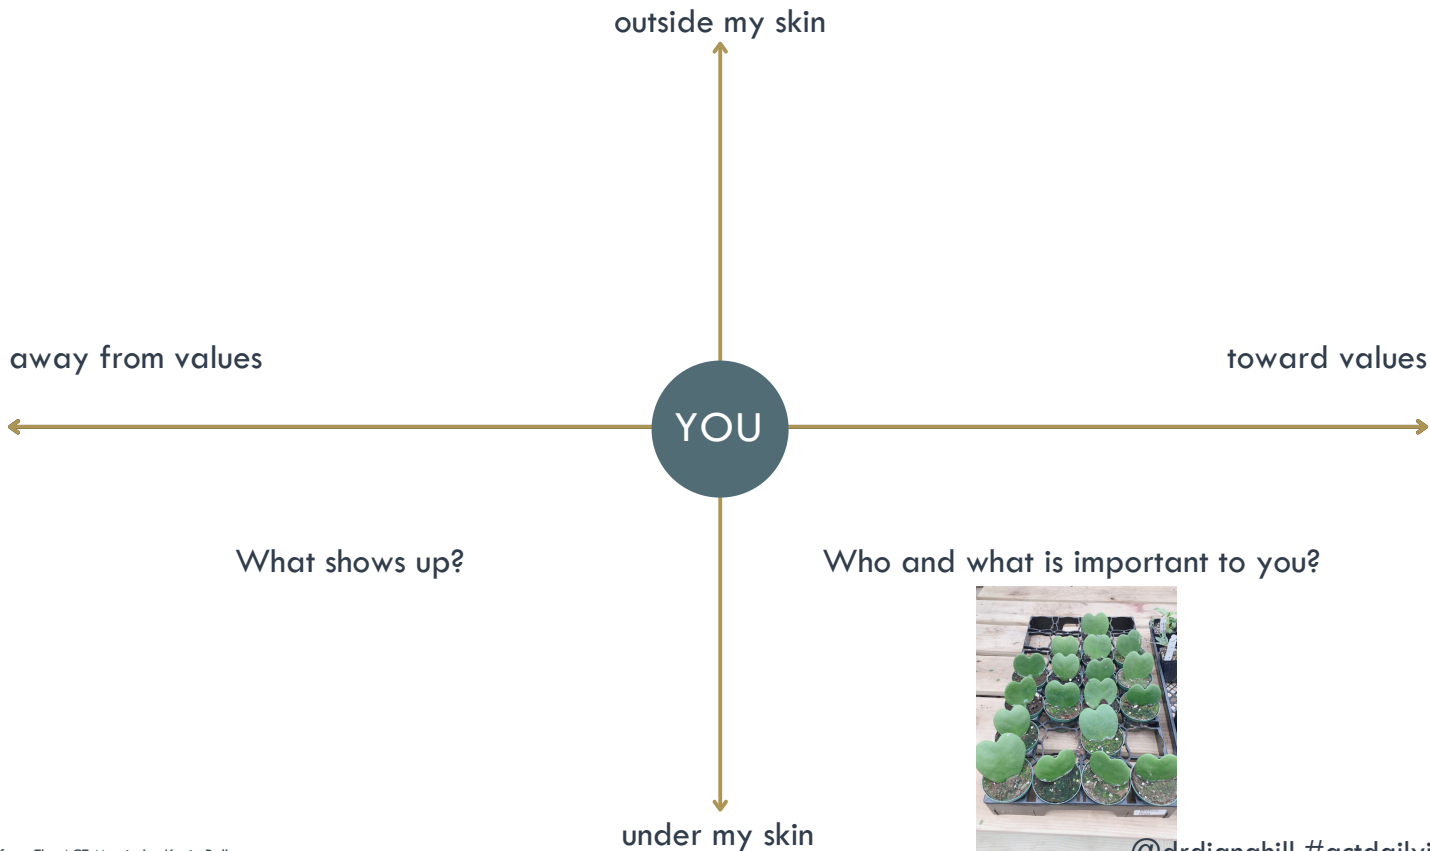 outside my skin
away from values
toward values
YOU
What shows up?
Who and what is important to you?
under my skin
@drdianahill